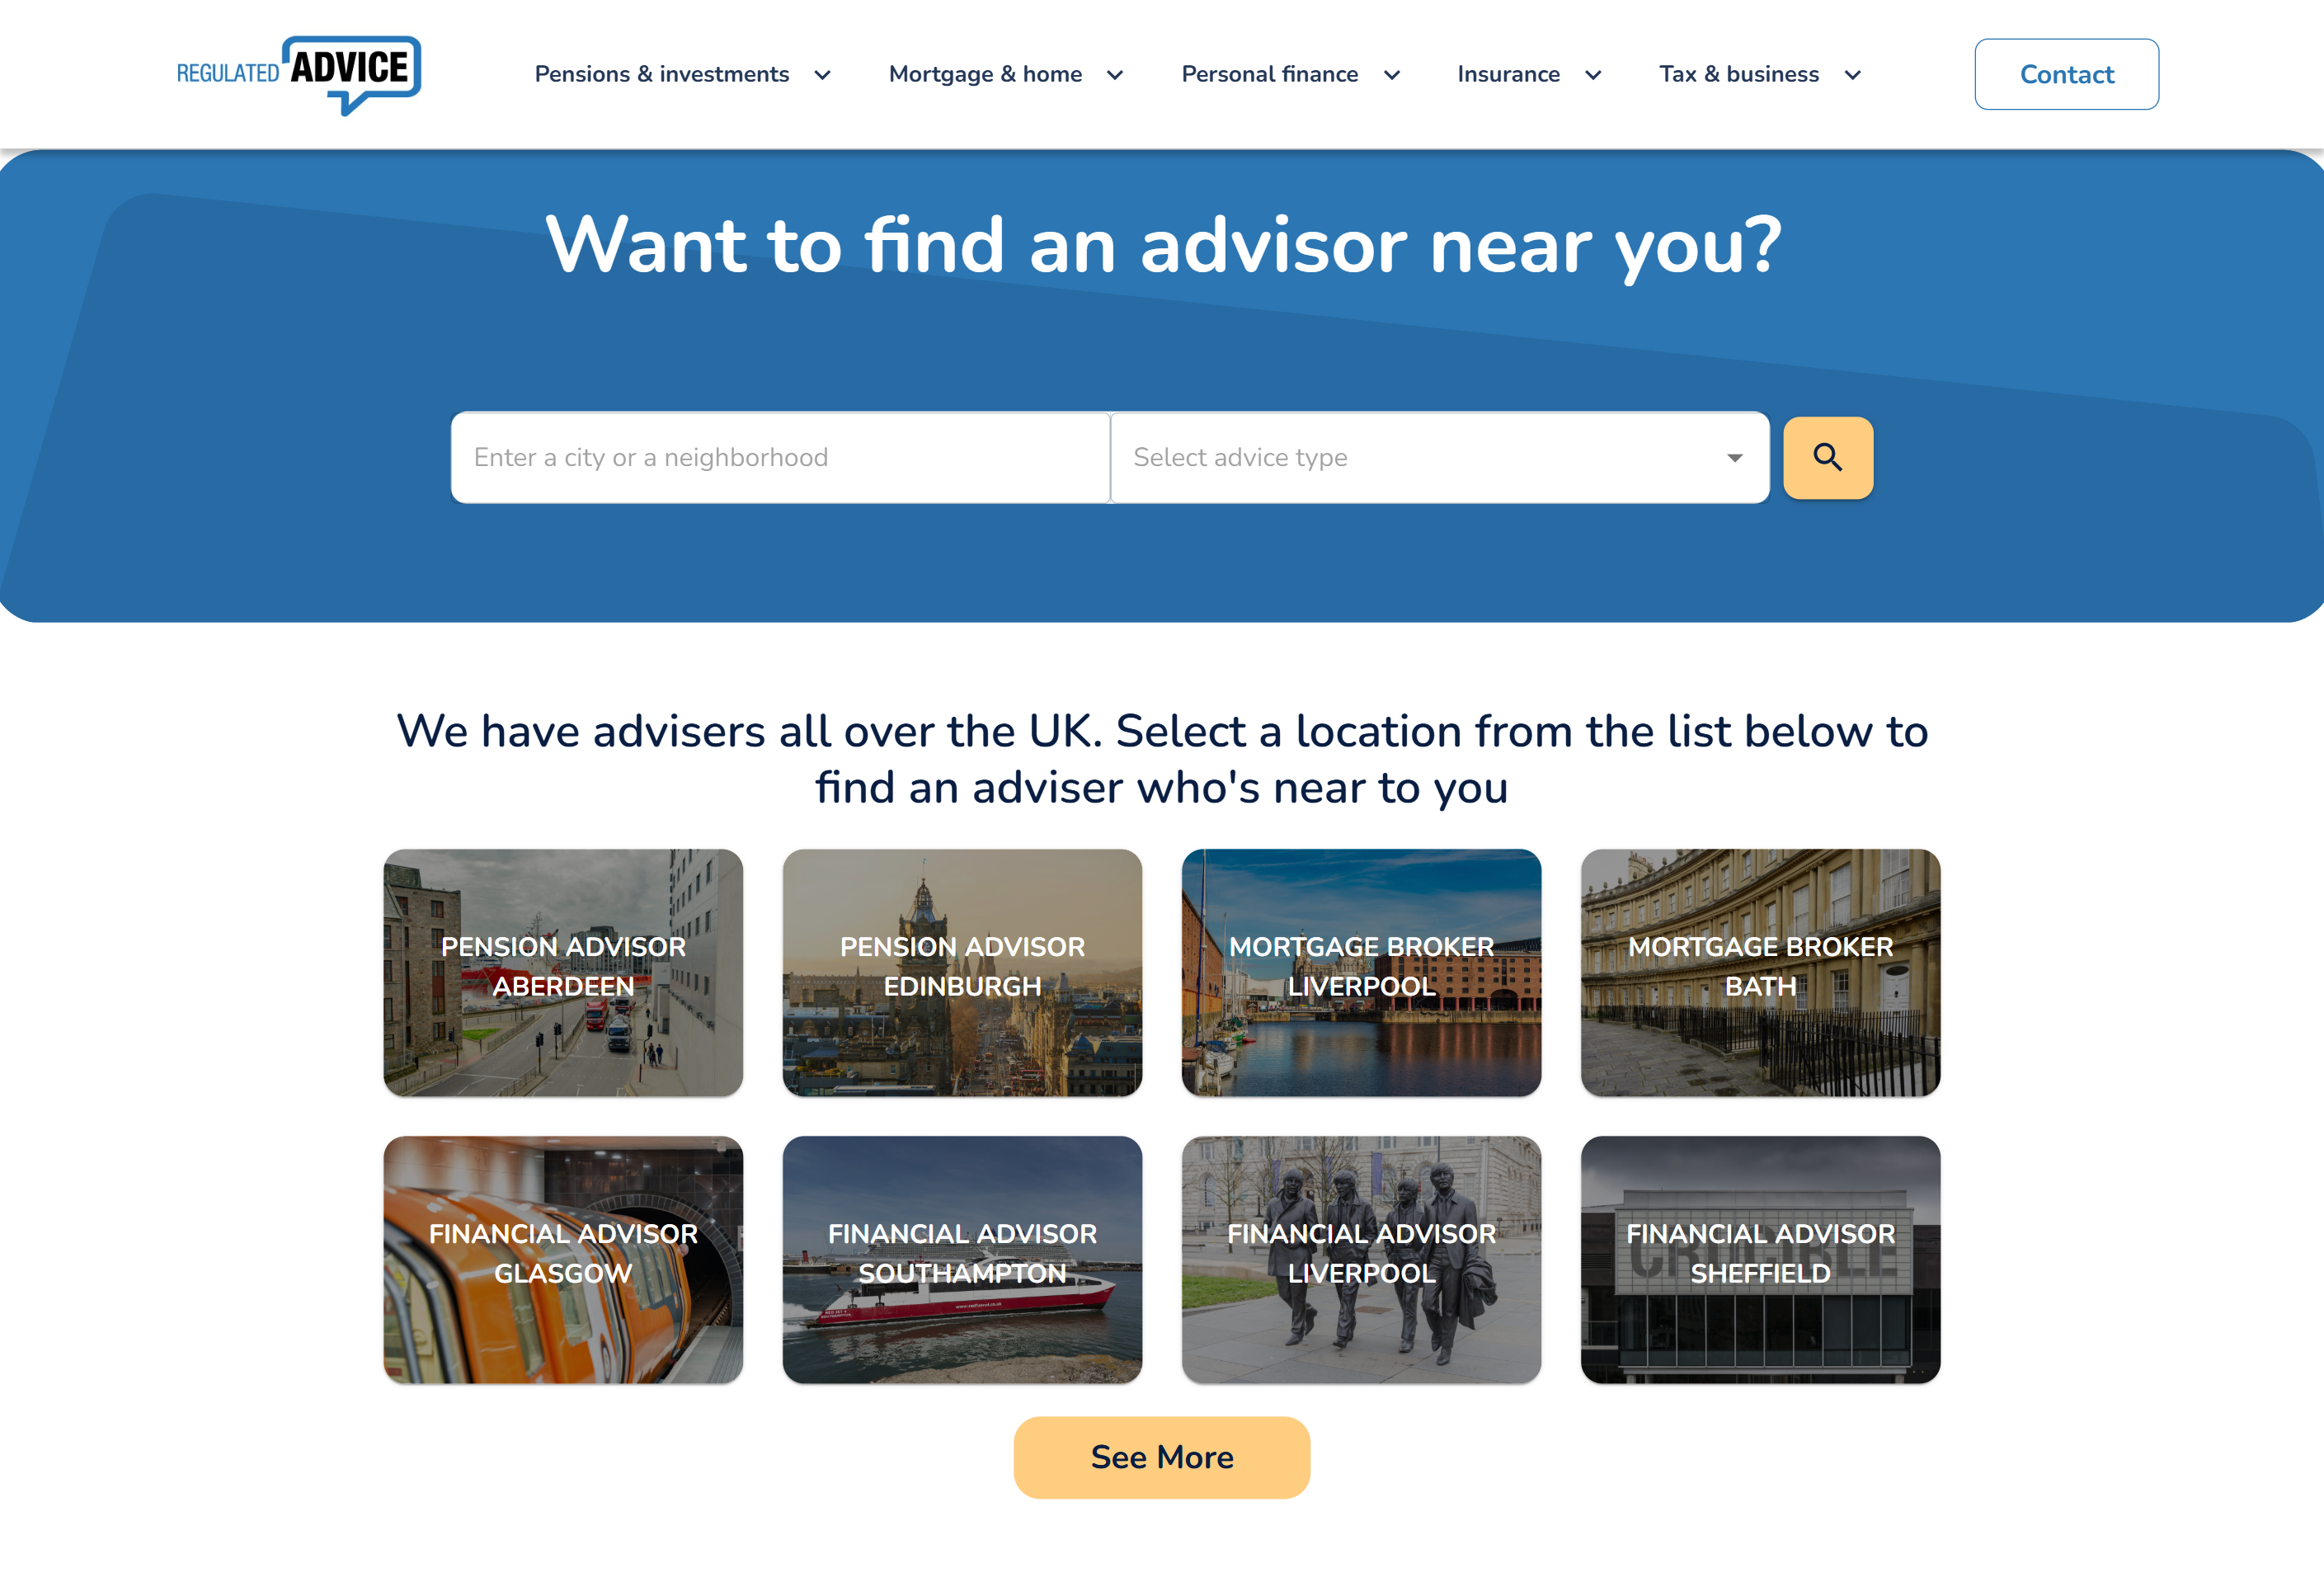 REGULATED ADVICE
Pensions & investments
Mortgage & home
Personal finance
Insurance
Tax & business
Contact
Want to find an advisor near you?
Enter a city or a neighborhood
Select advice type
We have advisers all over the UK. Select a location from the list below to
find an adviser who's near to you
PENSION ADVISOR
ABERDEEN
PENSION ADVISOR
EDINBURGH
MORTGAGE BROKER
LIVERPOOL
MORTGAGE BROKER
BATH
FINANCIAL ADVISOR
GLASGOW
FINANCIAL ADVISOR
SOUTHAMPTON
FINANCIAL ADVISOR
LIVERPOOL
FINANCIAL ADVISOR
SHEFFIELD
CRUCIBLE
See More